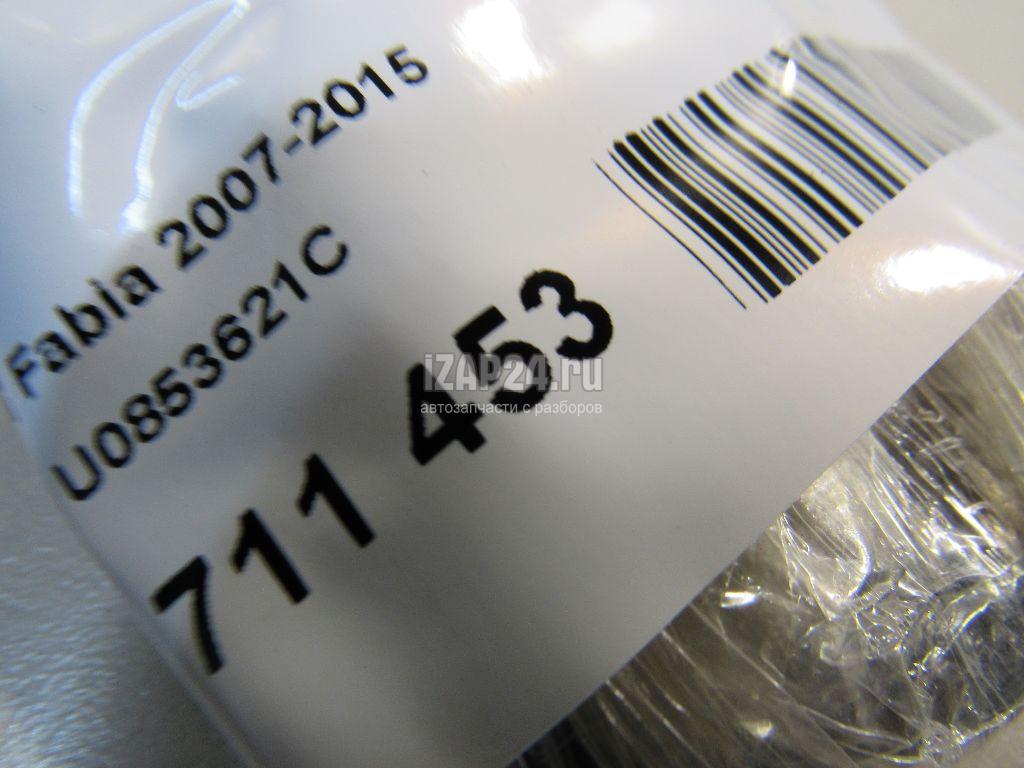 Fabia 2007-2015
U0853621C
711 453
iZAP24.ru
автозапчасти с разборов